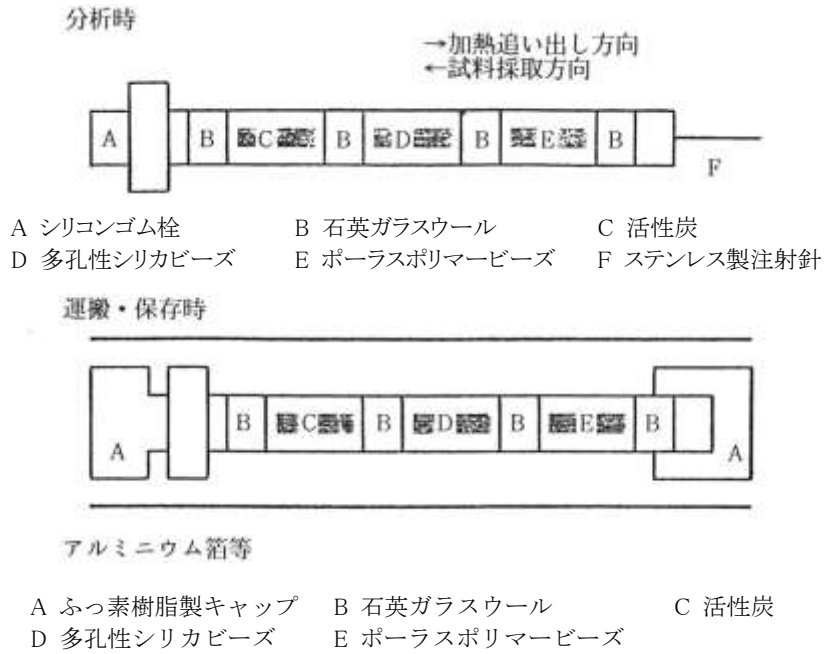 分析時
→加熱追い出し方向
←試料採取方向
A B C B D B E B
F
A シリコンゴム栓 B 石英ガラスウール C 活性炭
D 多孔性シリカビーズ E ポーラスポリマービーズ F ステンレス製注射針
運搬・保存時
A B C B D B E B A
アルミニウム箔等
A ふっ素樹脂製キャップ B 石英ガラスウール C 活性炭
D 多孔性シリカビーズ E ポーラスポリマービーズ